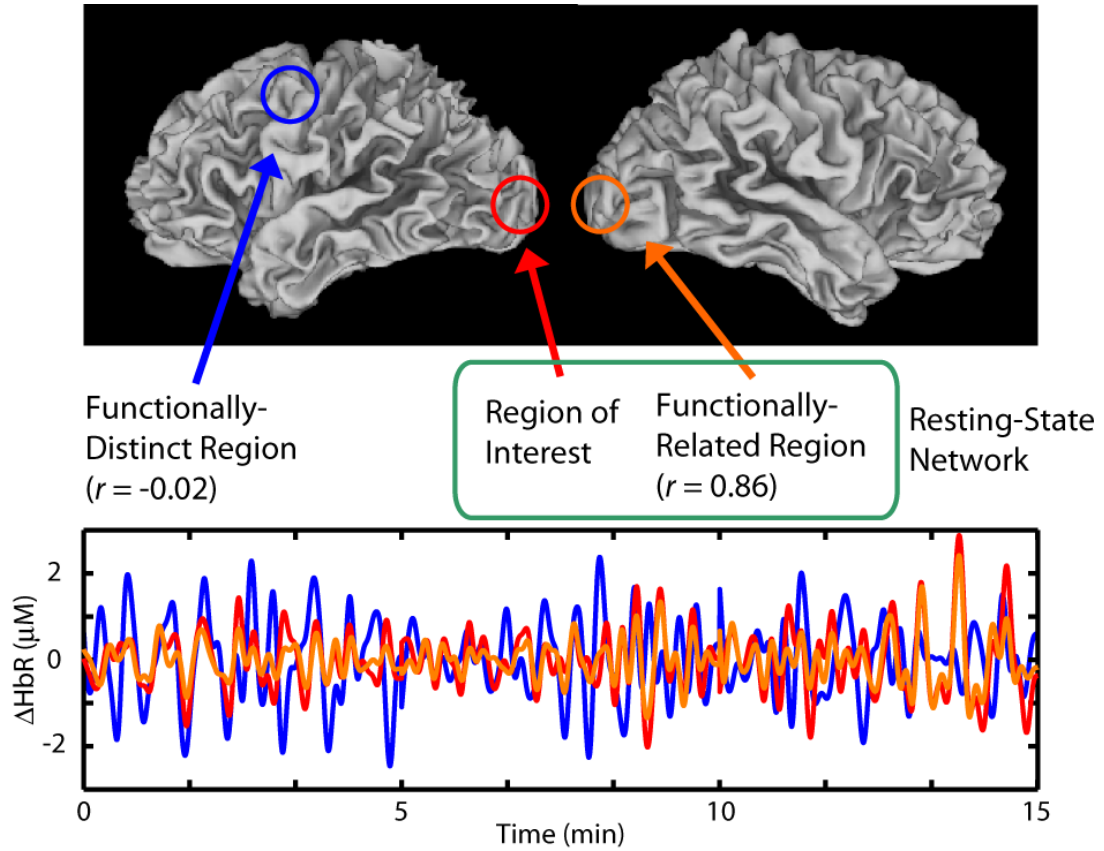 Functionally-
Distinct Region
(r = -0.02)
Region of
Interest
Functionally-
Related Region
(r = 0.86)
Resting-State
Network
ΔHbR (μM)
2
0
-2
0
5
10
15
Time (min)